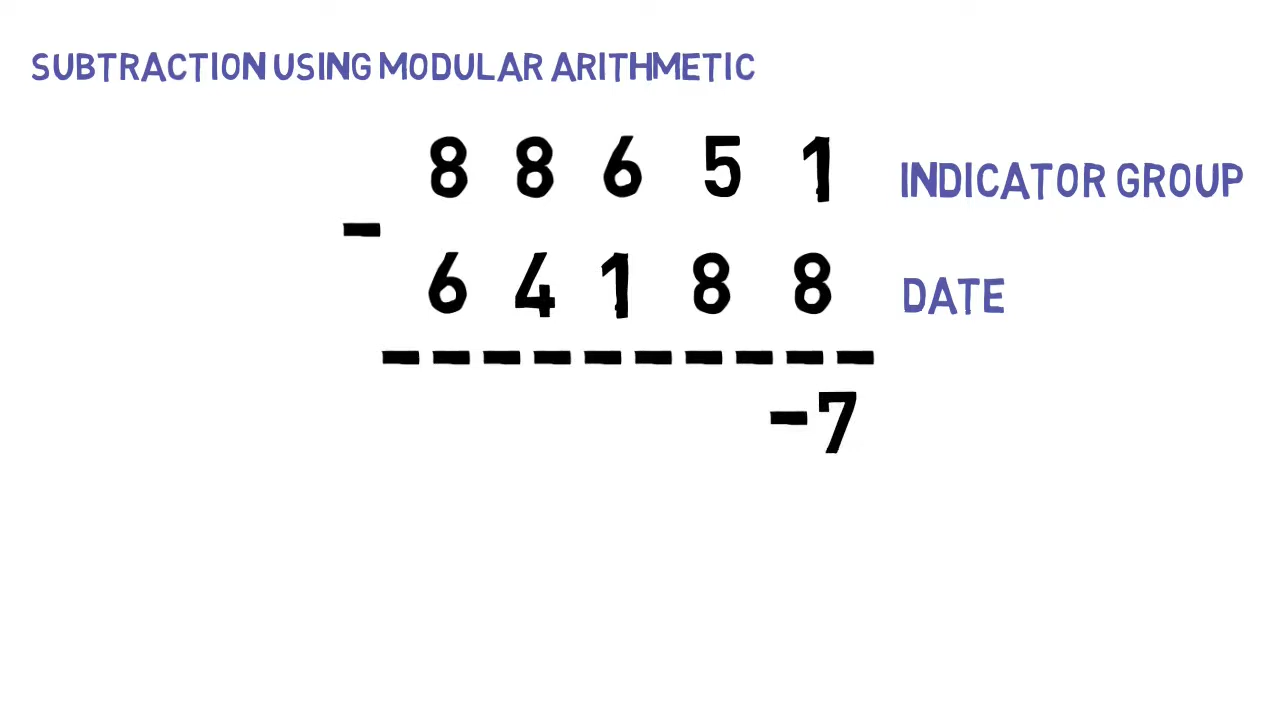 SUBTRACTION USING MODULAR ARITHMETIC
8 8 6 5 1 INDICATOR GROUP
-
6 4 1 8 8 DATE
----------
-7